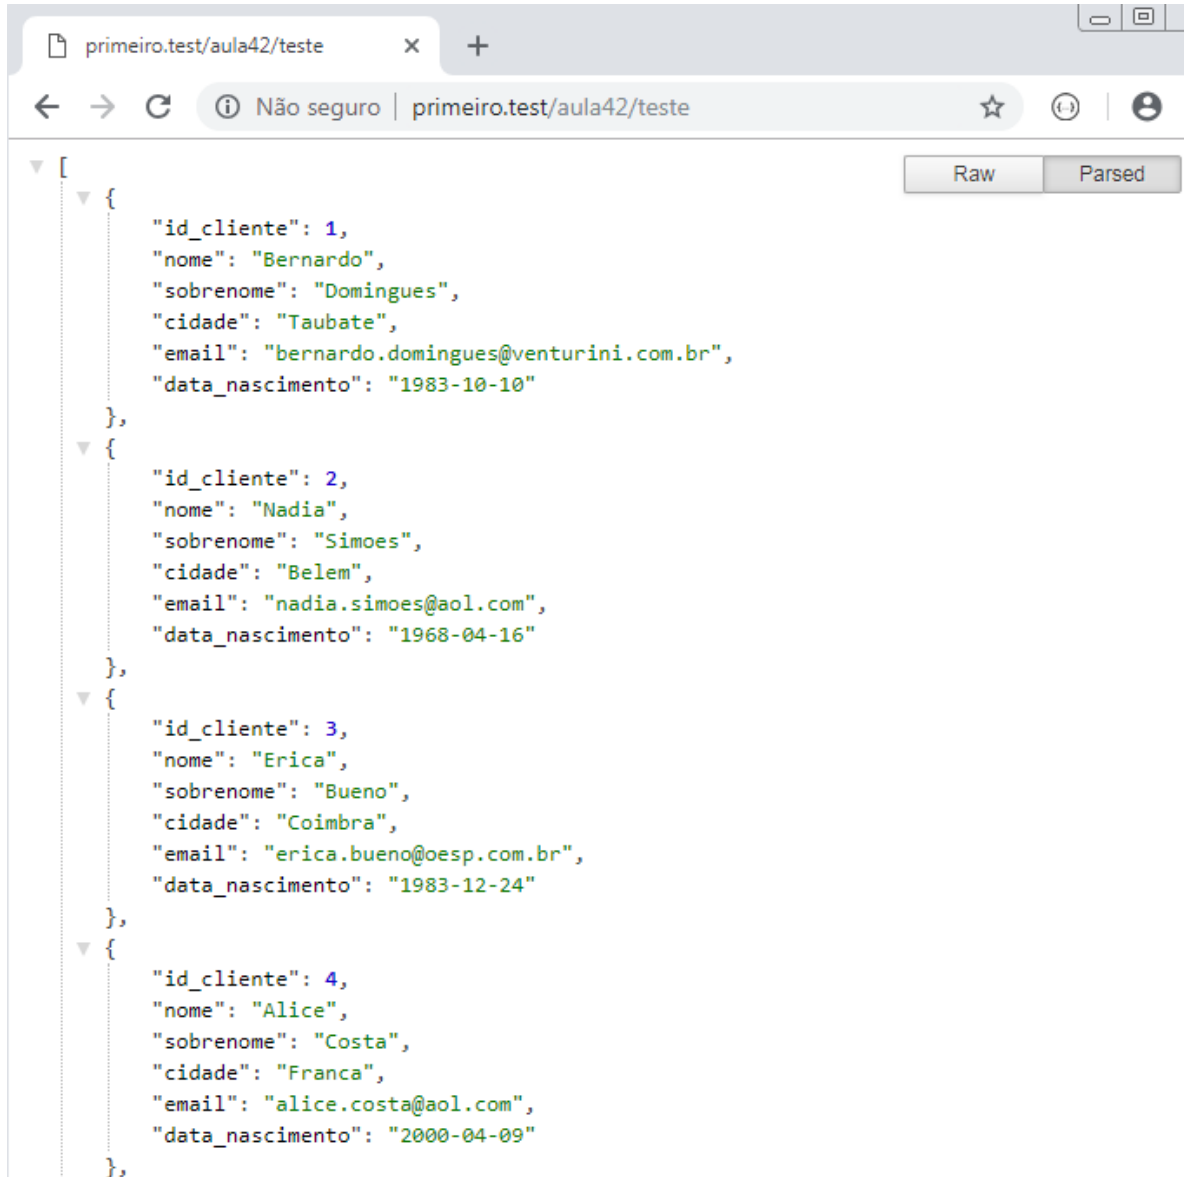 primeiro.test/aula42/teste
Não seguro | primeiro.test/aula42/teste
Raw Parsed
[
{
"id_cliente": 1,
"nome": "Bernardo",
"sobrenome": "Domingues",
"cidade": "Taubate",
"email": "bernardo.domingues@venturini.com.br",
"data_nascimento": "1983-10-10"
},
{
"id_cliente": 2,
"nome": "Nadia",
"sobrenome": "Simoes",
"cidade": "Belem",
"email": "nadia.simoes@aol.com",
"data_nascimento": "1968-04-16"
},
{
"id_cliente": 3,
"nome": "Erica",
"sobrenome": "Bueno",
"cidade": "Coimbra",
"email": "erica.bueno@oesp.com.br",
"data_nascimento": "1983-12-24"
},
{
"id_cliente": 4,
"nome": "Alice",
"sobrenome": "Costa",
"cidade": "Franca",
"email": "alice.costa@aol.com",
"data_nascimento": "2000-04-09"
},